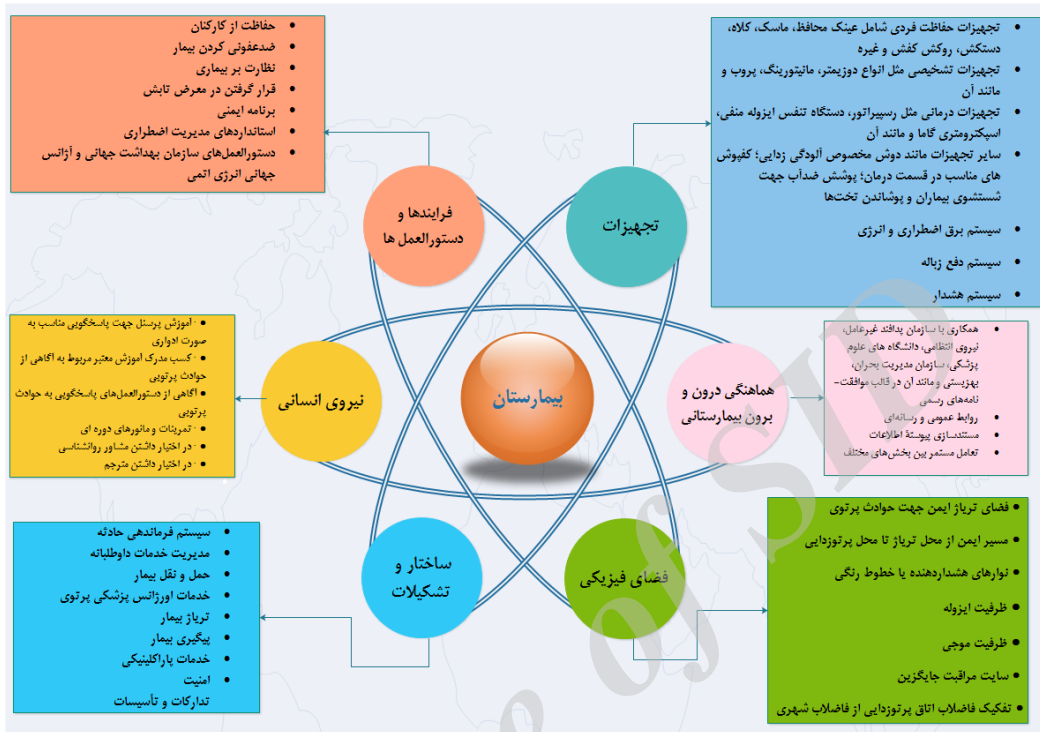 حفاظت از کارکنان
ضدعفونی کردن بیمار
نظارت بر بیماری
قرار گرفتن در معرض تابش
برنامه ایمنی
استانداردهای مدیریت اضطراری
دستورالعمل‌های سازمان بهداشت جهانی و آژانس
جهانی انرژی اتمی
تجهیزات حفاظت فردی شامل عینک محافظ، ماسک، کلاه،
دستکش، روکش کفش و غیره
تجهیزات تشخیصی مثل انواع دوزیمتر، مانیتورینگ، پروب و
مانند آن
تجهیزات درمانی مثل رسپیراتور، دستگاه تنفس ایزوله منفی،
اسپکترومتری گاما و مانند آن
سایر تجهیزات مانند دوش مخصوص آلودگی زدایی؛ کفپوش
های مناسب در قسمت درمان؛ پوشش ضدآب جهت
شستشوی بیماران و پوشاندن تخت‌ها
سیستم برق اضطراری و انرژی
سیستم دفع زباله
سیستم هشدار
فرایندها و
دستورالعمل ها
تجهیزات
نیروی انسانی
بیمارستان
هماهنگی درون و
برون بیمارستانی
ساختار و
تشکیلات
فضای فیزیکی
- آموزش پرسنل جهت پاسخگویی مناسب به
صورت ادواری
- کسب مدرک آموزش معتبر مربوط به آگاهی از
حوادث پرتویی
آگاهی از دستورالعمل‌های پاسخگویی به حوادث
پرتویی
- تمرینات و مانورهای دوره ای
- در اختیار داشتن مشاور روانشناسی
- در اختیار داشتن مترجم
همکاری با سازمان پدافند غیرعامل،
نیروی انتظامی، دانشگاه های علوم
پزشکی، سازمان مدیریت بحران،
بهزیستی و مانند آن در قالب موافقت-
نامه‌های رسمی
روابط عمومی و رسانه‌ای
مستندسازی پیوستهٔ اطلاعات
تعامل مستمر بین بخش‌های مختلف
سیستم فرماندهی حادثه
مدیریت خدمات داوطلبانه
حمل و نقل بیمار
خدمات اورژانس پزشکی پرتوی
تریاژ بیمار
پیگیری بیمار
خدمات پاراکلینیکی
امنیت
تدارکات و تأسیسات
فضای تریاژ ایمن جهت حوادث پرتوی
مسیر ایمن از محل تریاژ تا محل پرتوزدایی
نوارهای هشداردهنده یا خطوط رنگی
ظرفیت ایزوله
ظرفیت موجی
سایت مراقبت جایگزین
تفکیک فاضلاب اتاق پرتوزدایی از فاضلاب شهری
of SID